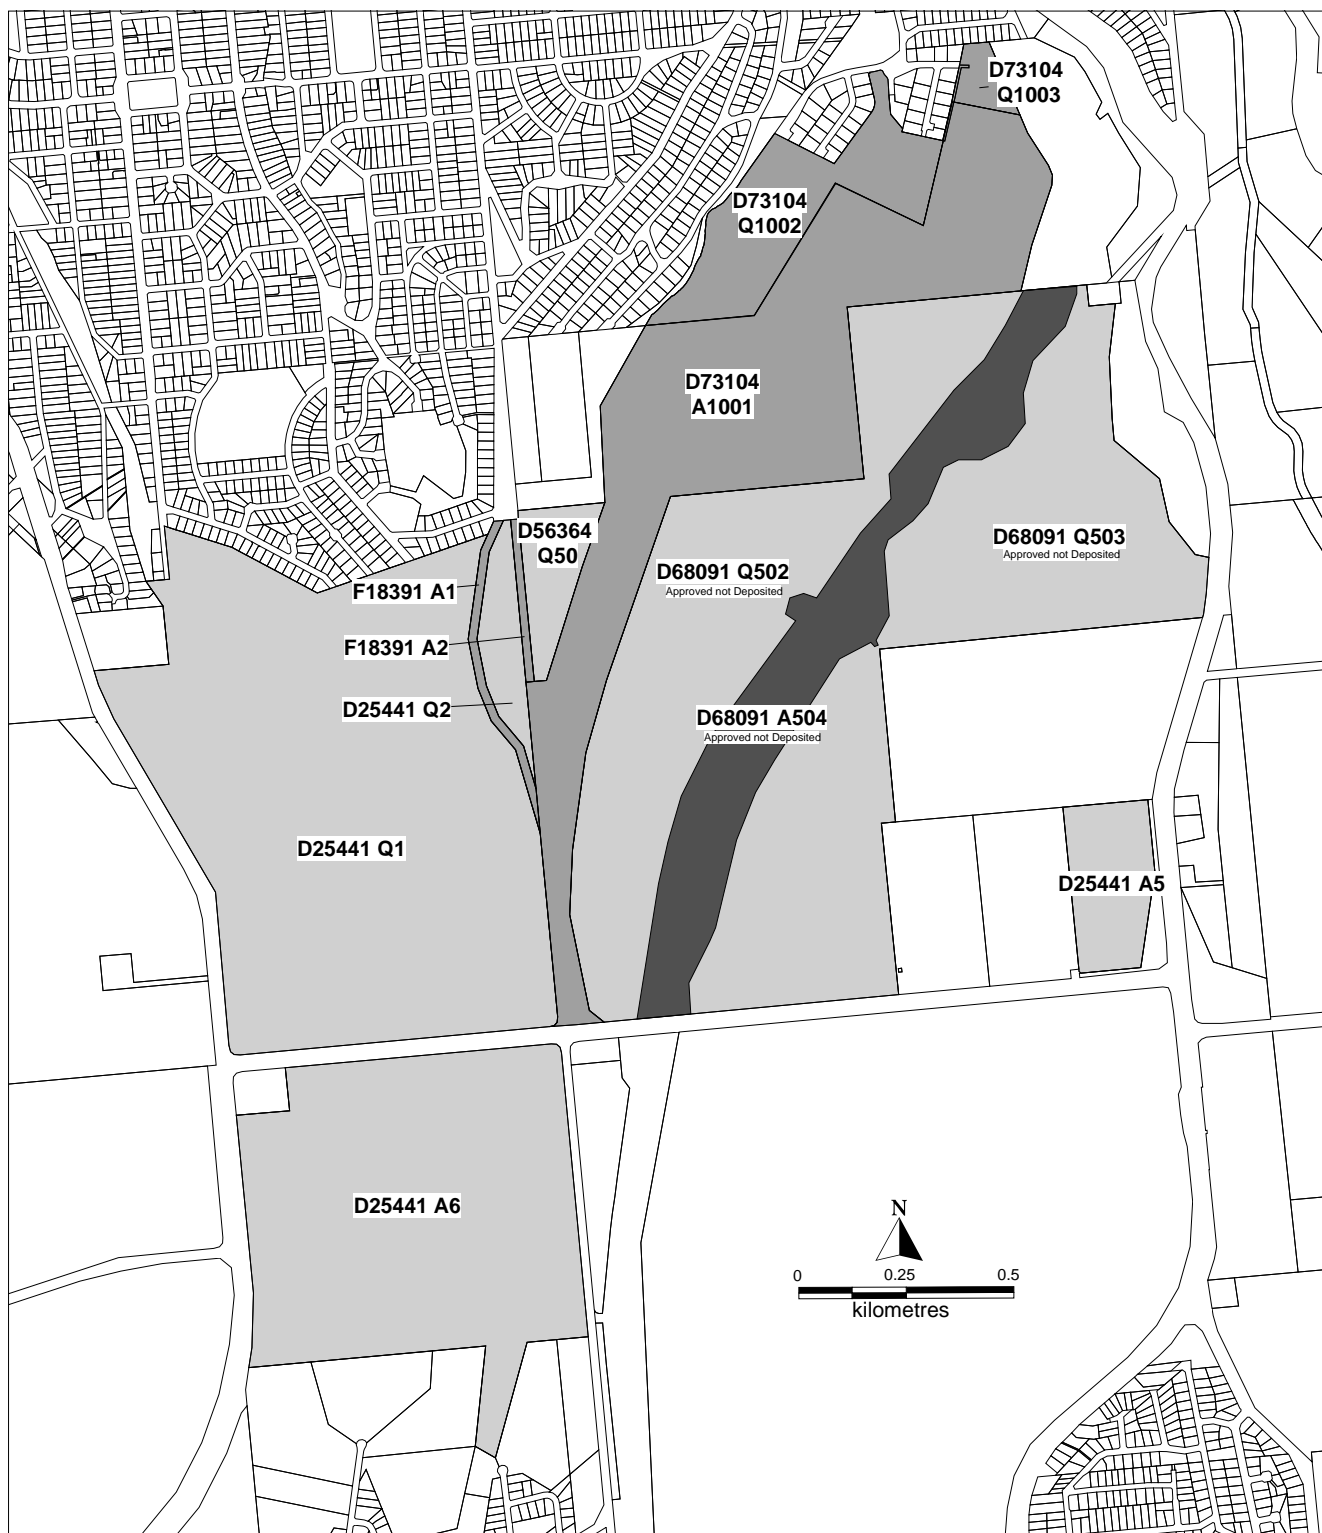 D73104
Q1003
D73104
Q1002
D73104
A1001
D56364
Q50
D68091 Q503
Approved not Deposited
D68091 Q502
Approved not Deposited
F18391 A1
F18391 A2
D25441 Q2
D68091 A504
Approved not Deposited
D25441 Q1
D25441 A5
D25441 A6
N
0 0.25 0.5
kilometres